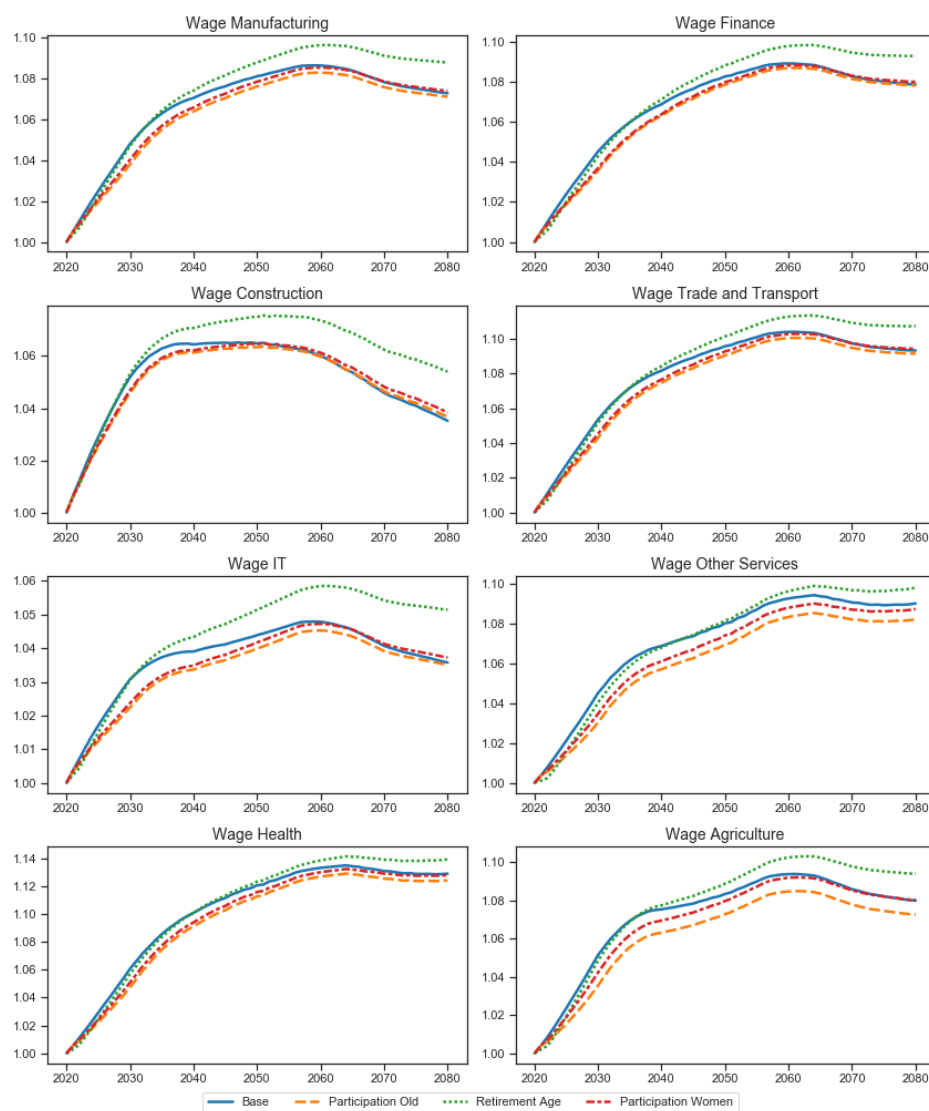 Wage Manufacturing
1.10
1.08
1.06
1.04
1.02
1.00
2020 2030 2040 2050 2060 2070 2080
Wage Finance
1.10
1.08
1.06
1.04
1.02
1.00
2020 2030 2040 2050 2060 2070 2080
Wage Construction
1.06
1.04
1.02
1.00
2020 2030 2040 2050 2060 2070 2080
Wage Trade and Transport
1.10
1.08
1.06
1.04
1.02
1.00
2020 2030 2040 2050 2060 2070 2080
Wage IT
1.06
1.05
1.04
1.03
1.02
1.01
1.00
2020 2030 2040 2050 2060 2070 2080
Wage Other Services
1.10
1.08
1.06
1.04
1.02
1.00
2020 2030 2040 2050 2060 2070 2080
Wage Health
1.14
1.12
1.10
1.08
1.06
1.04
1.02
1.00
2020 2030 2040 2050 2060 2070 2080
Wage Agriculture
1.10
1.08
1.06
1.04
1.02
1.00
2020 2030 2040 2050 2060 2070 2080
Base Participation Old Retirement Age Participation Women